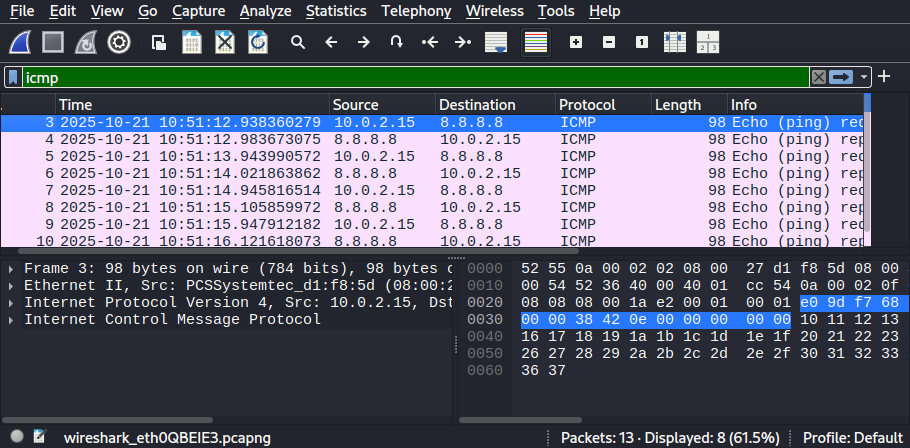 File Edit View Go Capture Analyze Statistics Telephony Wireless Tools Help
icmp
Time Source Destination Protocol Length Info
3 2025-10-21 10:51:12.938360279 10.0.2.15 8.8.8.8 ICMP 98 Echo (ping) req
4 2025-10-21 10:51:12.983673075 8.8.8.8 10.0.2.15 ICMP 98 Echo (ping) rep
5 2025-10-21 10:51:13.943990572 10.0.2.15 8.8.8.8 ICMP 98 Echo (ping) req
6 2025-10-21 10:51:14.021863862 8.8.8.8 10.0.2.15 ICMP 98 Echo (ping) rep
7 2025-10-21 10:51:14.945816514 10.0.2.15 8.8.8.8 ICMP 98 Echo (ping) req
8 2025-10-21 10:51:15.105859972 8.8.8.8 10.0.2.15 ICMP 98 Echo (ping) rep
9 2025-10-21 10:51:15.947912182 10.0.2.15 8.8.8.8 ICMP 98 Echo (ping) req
10 2025-10-21 10:51:16.121618073 8.8.8.8 10.0.2.15 ICMP 98 Echo (ping) rep
Frame 3: 98 bytes on wire (784 bits), 98 bytes c
Ethernet II, Src: PCSSystemtec_d1:f8:5d (08:00:2
Internet Protocol Version 4, Src: 10.0.2.15, Dst
Internet Control Message Protocol
0000 52 55 0a 00 02 02 08 00 27 d1 f8 5d 08 00
0010 00 54 52 36 40 00 40 01 cc 54 0a 00 02 0f
0020 08 08 08 00 1a e2 00 01 00 01 e0 9d f7 68
0030 00 00 38 42 0e 00 00 00 00 00 10 11 12 13
0040 16 17 18 19 1a 1b 1c 1d 1e 1f 20 21 22 23
0050 26 27 28 29 2a 2b 2c 2d 2e 2f 30 31 32 33
0060 36 37
wireshark_eth0QBEIE3.pcapng Packets: 13 · Displayed: 8 (61.5%) Profile: Default